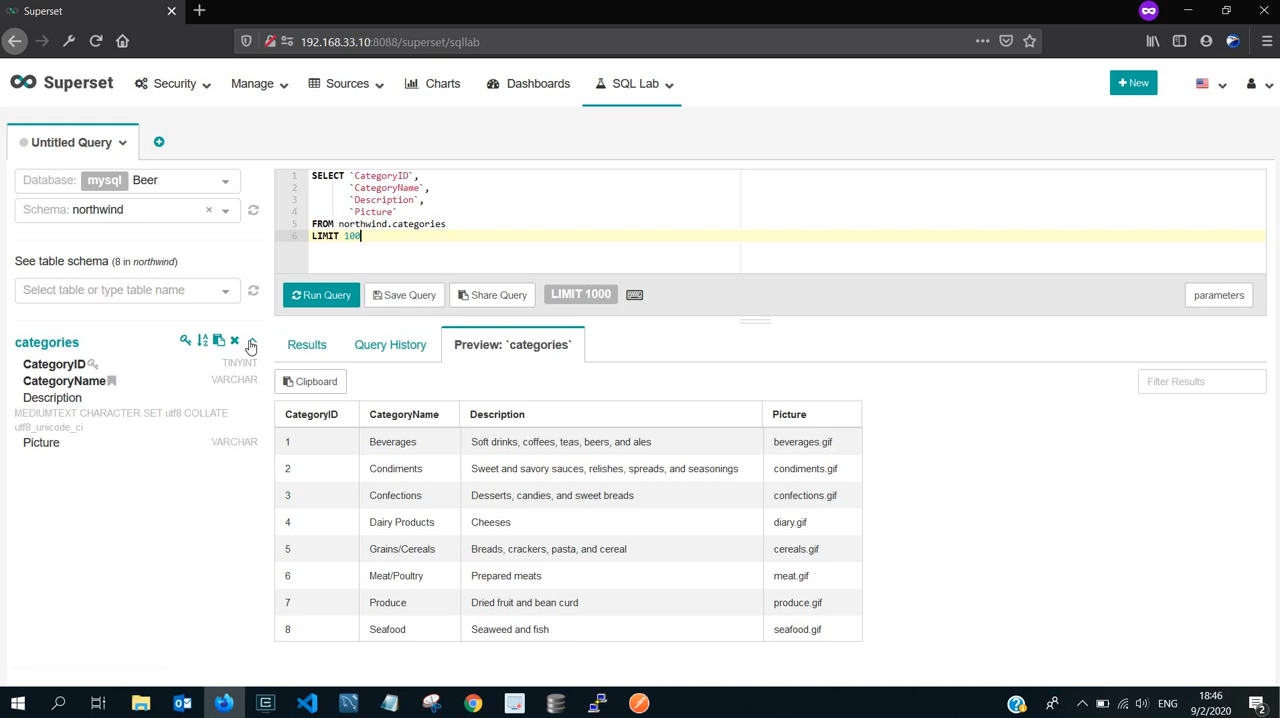 Superset
192.168.33.10:8088/superset/sqllab
Superset
Security
Manage
Sources
Charts
Dashboards
SQL Lab
New
Untitled Query
Database: mysql Beer
Schema: northwind
See table schema (8 in northwind)
Select table or type table name
categories
CategoryID TINYINT
CategoryName VARCHAR
Description
MEDIUMTEXT CHARACTER SET utf8 COLLATE
utf8_unicode_ci
Picture VARCHAR
1 SELECT `CategoryID`,
2 `CategoryName`,
3 `Description`,
4 `Picture`
5 FROM northwind.categories
6 LIMIT 100
Run Query
Save Query
Share Query
LIMIT 1000
parameters
Results
Query History
Preview: `categories`
Clipboard
Filter Results
CategoryID CategoryName Description Picture
1 Beverages Soft drinks, coffees, teas, beers, and ales beverages.gif
2 Condiments Sweet and savory sauces, relishes, spreads, and seasonings condiments.gif
3 Confections Desserts, candies, and sweet breads confections.gif
4 Dairy Products Cheeses diary.gif
5 Grains/Cereals Breads, crackers, pasta, and cereal cereals.gif
6 Meat/Poultry Prepared meats meat.gif
7 Produce Dried fruit and bean curd produce.gif
8 Seafood Seaweed and fish seafood.gif
ENG
18:46
9/2/2020
2